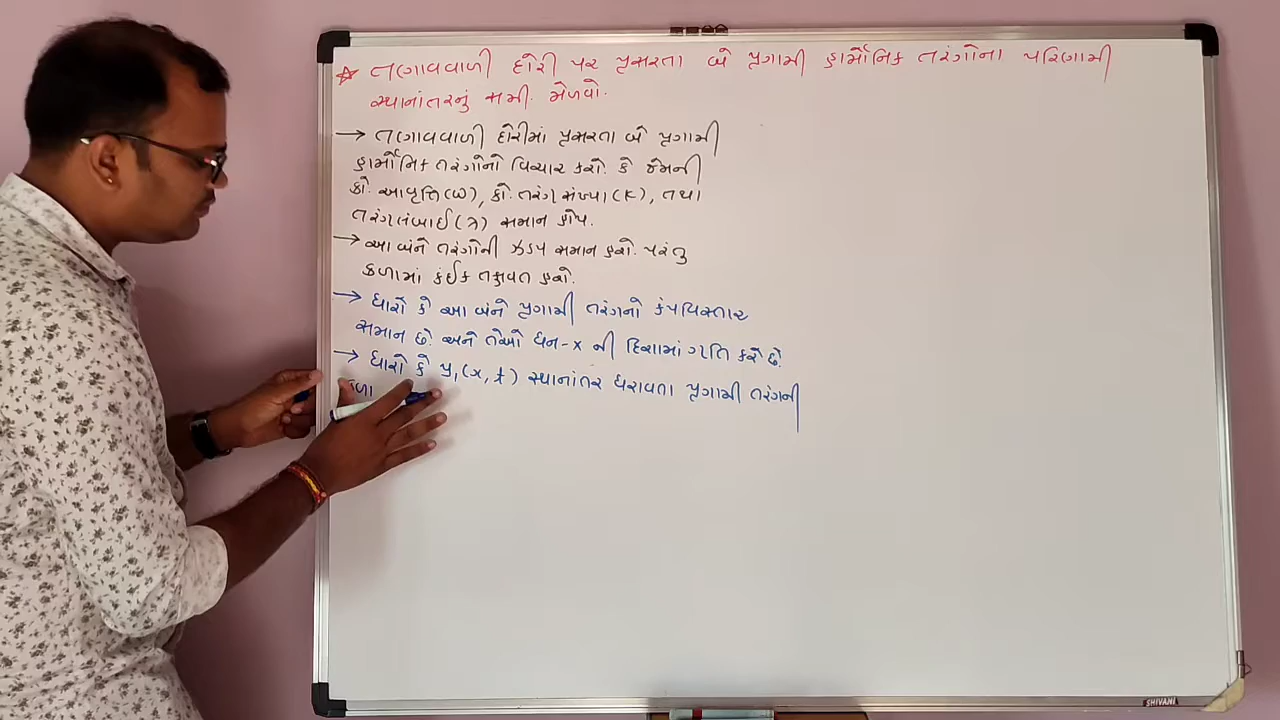 ☆ તણાવવાળી દોરી પર પ્રસરતા બે પ્રગામી હાર્મોનિક તરંગોના પરિણામી
સ્થાનાંતરનું સમી. મેળવો.
→ તણાવવાળી દોરીમાં પ્રસરતા બે પ્રગામી
હાર્મોનિક તરંગોનો વિચાર કરો. કે જેમની
કો. આવૃત્તિ(ω), કો. તરંગ સંખ્યા(k), તથા
તરંગલંબાઈ(λ) સમાન હોય.
→ આ બંને તરંગોની ઝડપ સમાન હશે. પરંતુ
કળામાં કંઈક તફાવત હશે.
→ ધારો કે આ બંને પ્રગામી તરંગનો કંપવિસ્તાર
સમાન છે. અને તેઓ ધન-x ની દિશામાં ગતિ કરે છે.
→ ધારો કે y₁(x,t) સ્થાનાંતર ધરાવતા પ્રગામી તરંગની
કળા
SHIVANI